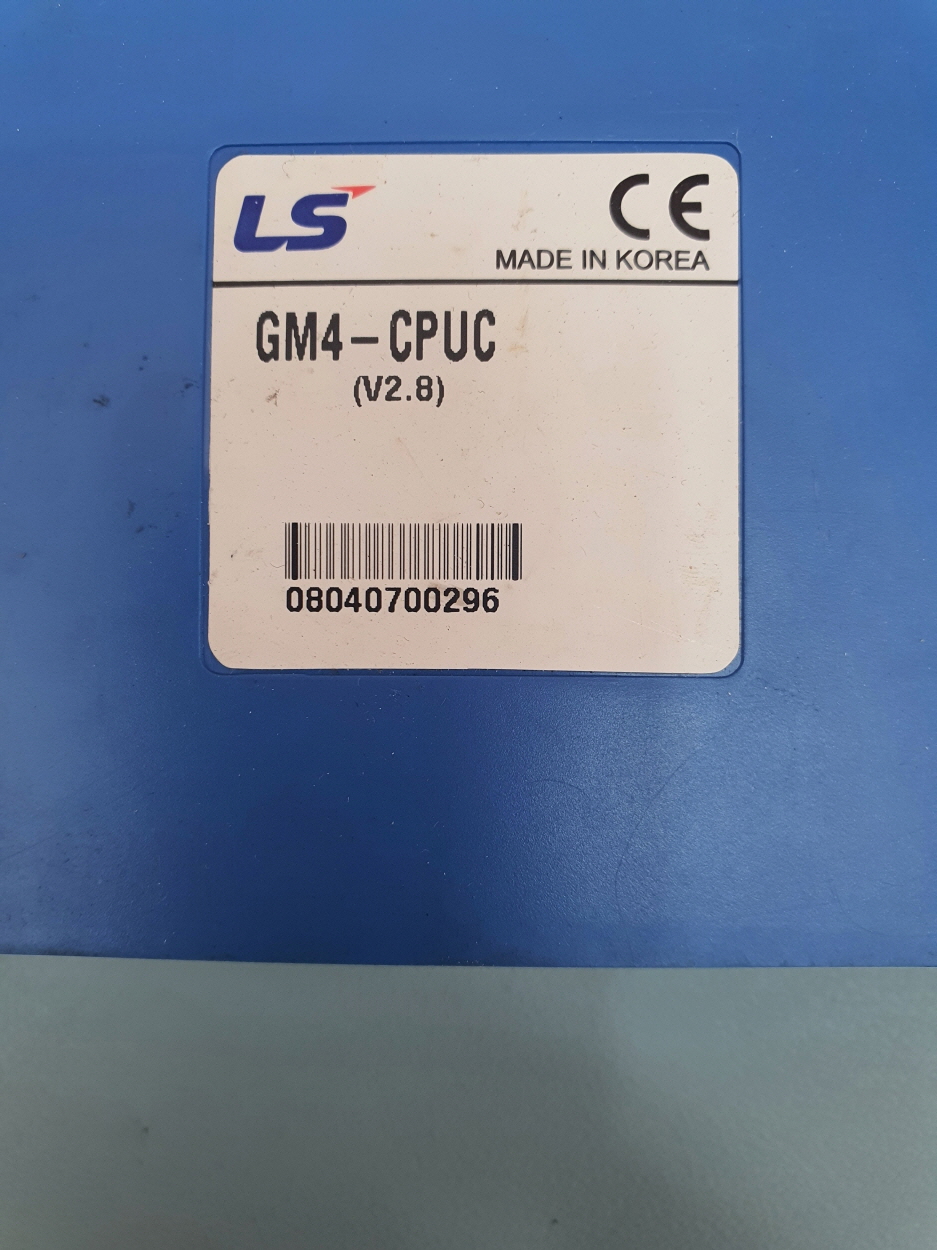 LS
CE
MADE IN KOREA
GM4-CPUC
(V2.8)
08040700296